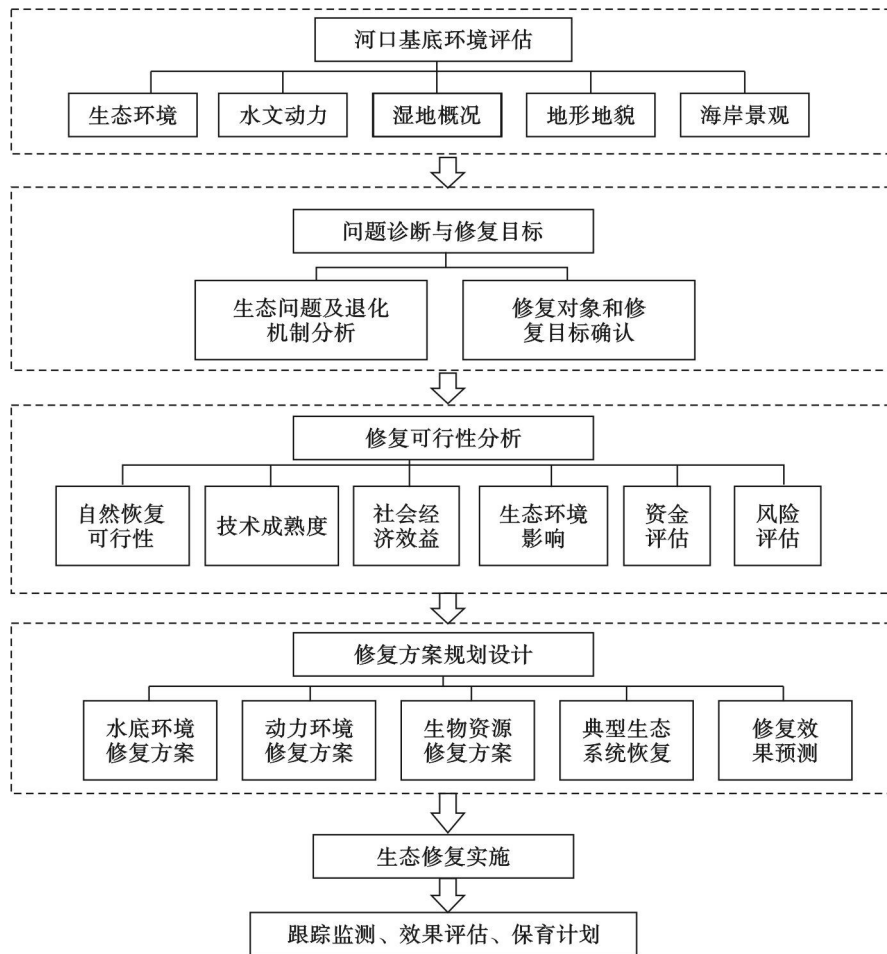 河口基底环境评估
生态环境
水文动力
湿地概况
地形地貌
海岸景观
问题诊断与修复目标
生态问题及退化
机制分析
修复对象和修
复目标确认
修复可行性分析
自然恢复
可行性
技术成熟度
社会经
济效益
生态环境
影响
资金
评估
风险
评估
修复方案规划设计
水底环境
修复方案
动力环境
修复方案
生物资源
修复方案
典型生态
系统恢复
修复效
果预测
生态修复实施
跟踪监测、效果评估、保育计划